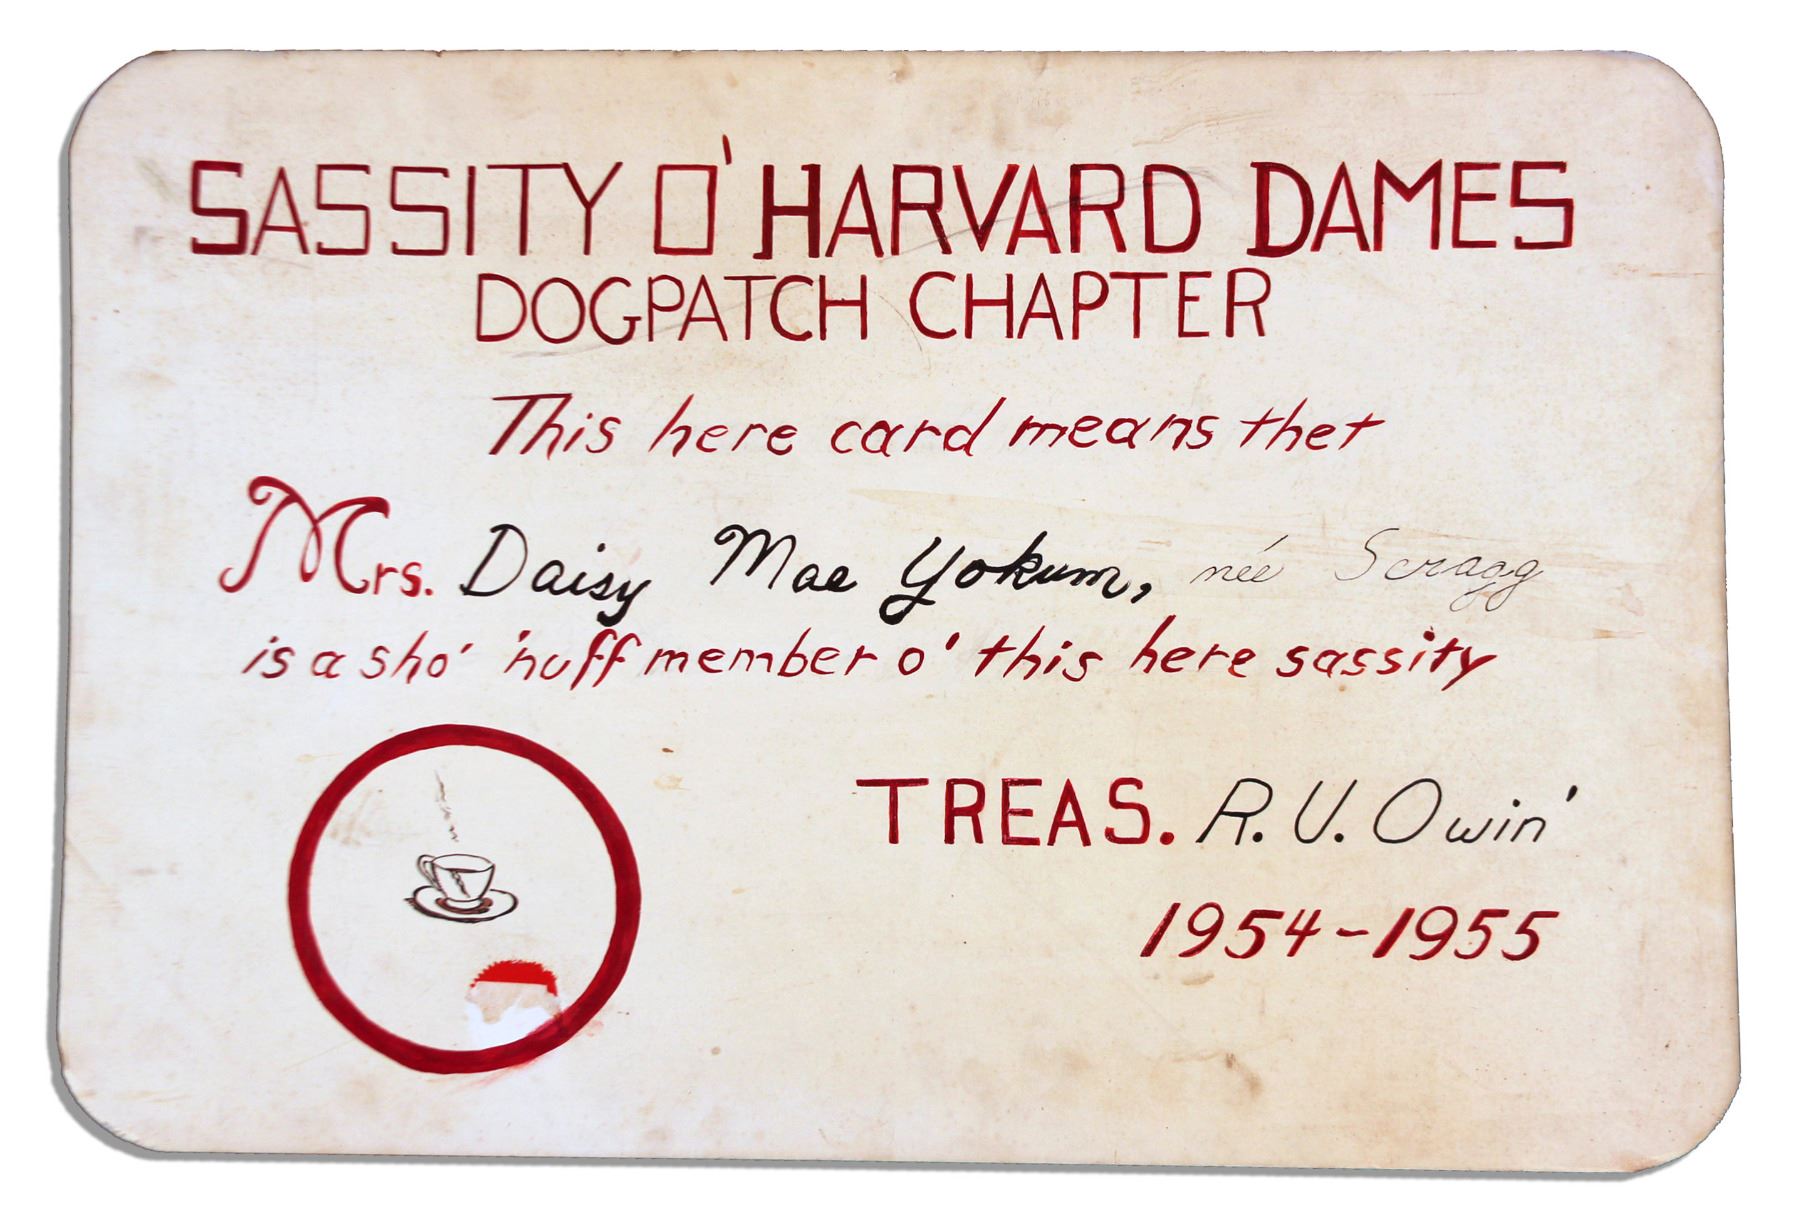 SASSITY O' HARVARD DAMES
DOGPATCH CHAPTER
This here card means thet
Mrs. Daisy Mae Yokum, née Scragg
is a sho' 'nuff member o' this here sassity
TREAS. R. U. Owin'
1954-1955